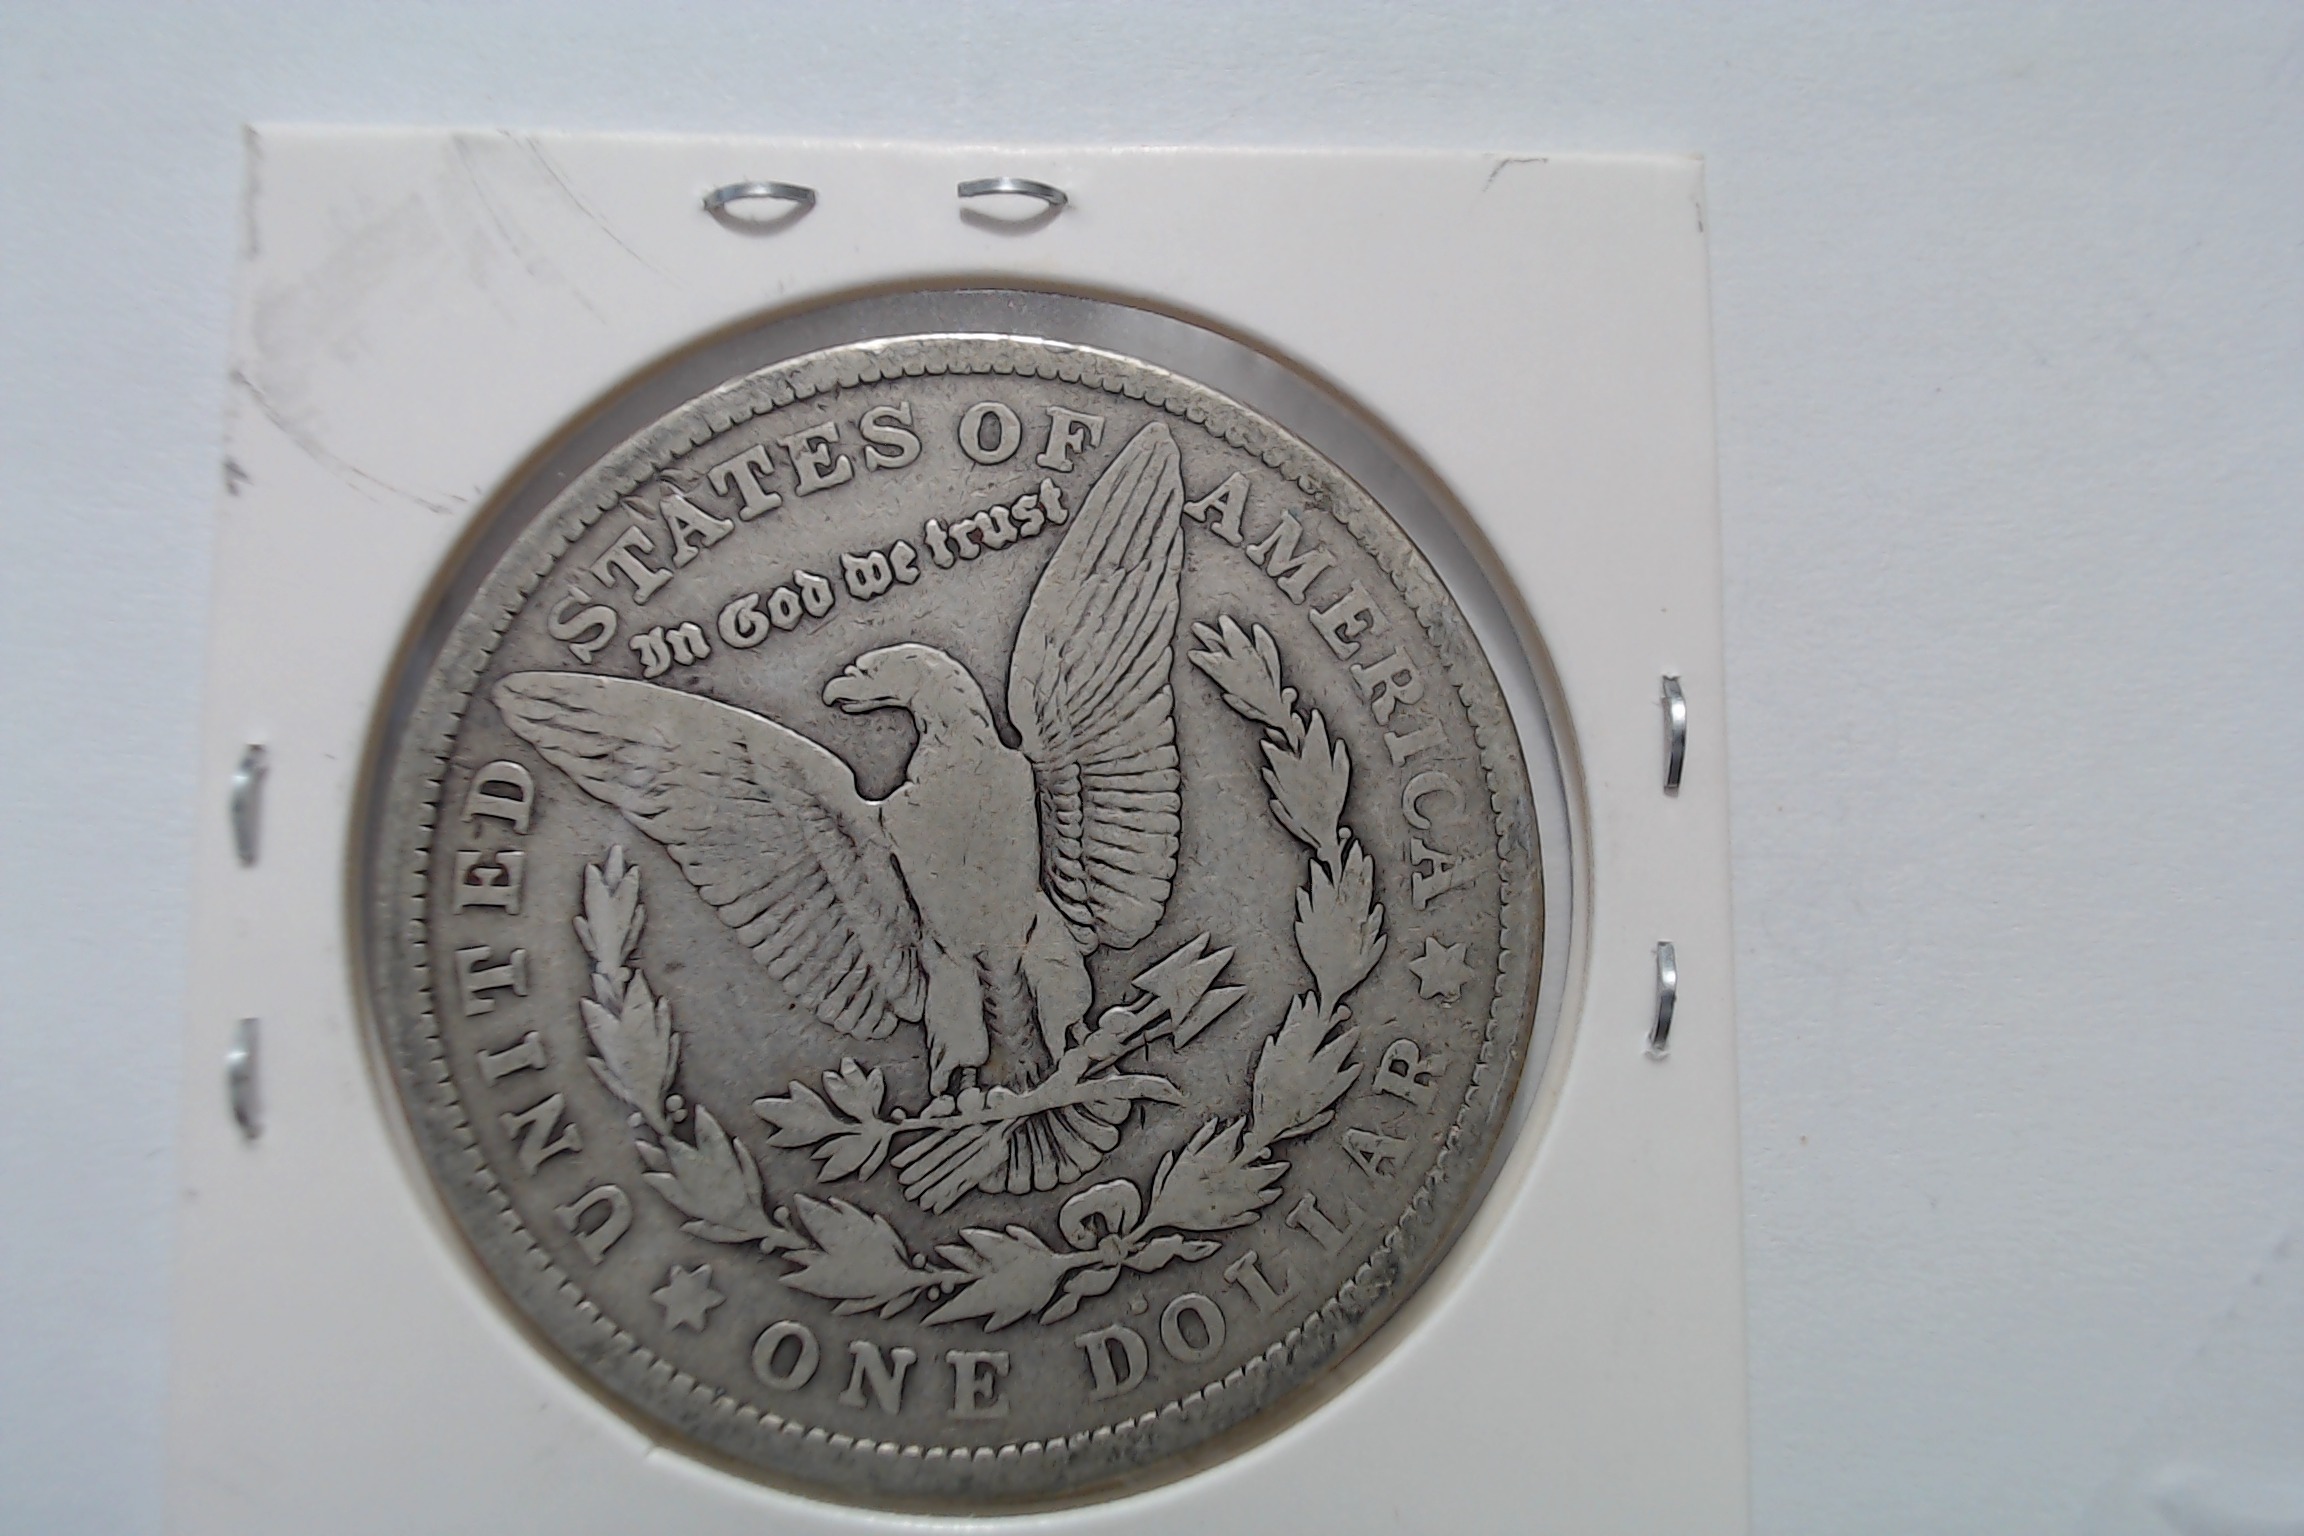 UNITED STATES OF AMERICA
In God we trust
ONE DOLLAR